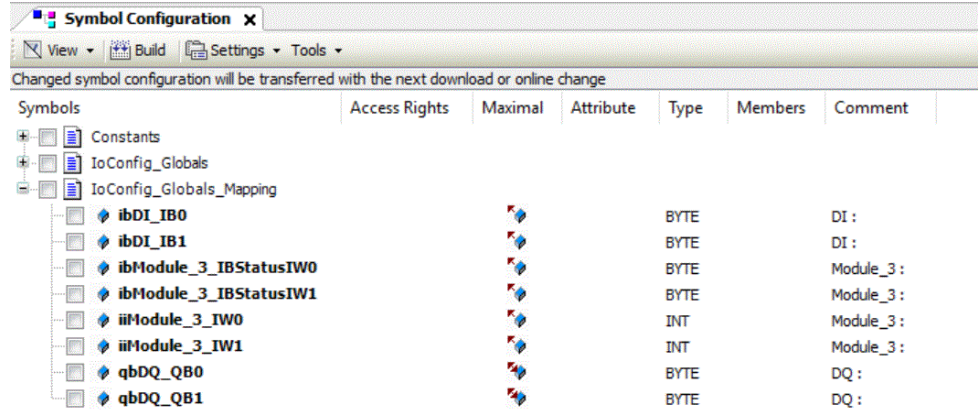 Symbol Configuration X
View Build Settings Tools
Changed symbol configuration will be transferred with the next download or online change
Symbols Access Rights Maximal Attribute Type Members Comment
Constants
IoConfig_Globals
IoConfig_Globals_Mapping
ibDI_IB0 BYTE DI :
ibDI_IB1 BYTE DI :
ibModule_3_IBStatusIW0 BYTE Module_3 :
ibModule_3_IBStatusIW1 BYTE Module_3 :
iiModule_3_IW0 INT Module_3 :
iiModule_3_IW1 INT Module_3 :
qbDQ_QB0 BYTE DQ :
qbDQ_QB1 BYTE DQ :